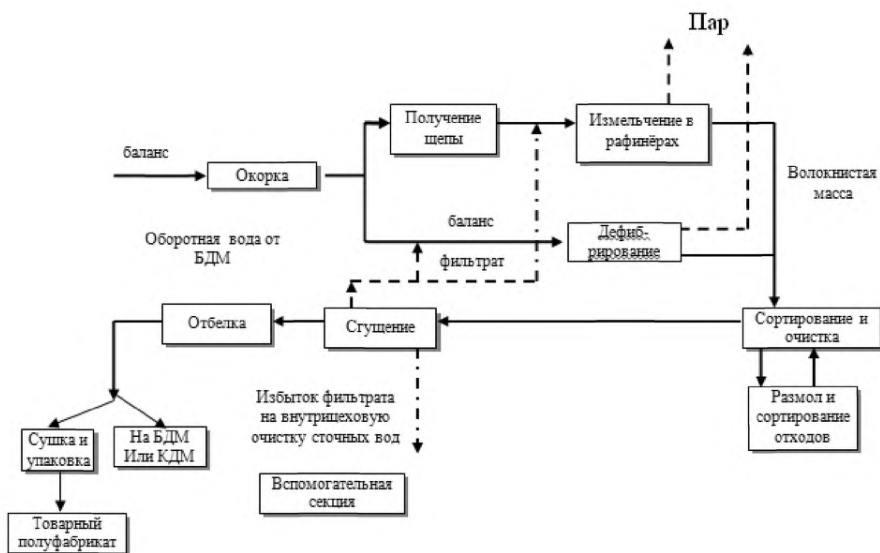 Пар
Получение
щепы
Измельчение в
рафинёрах
баланс
Окорка
Волокнистая
масса
баланс
Оборотная вода от
БДМ
фильтрат
Дефиб-
рирование
Отбелка
Сгущение
Сортирование и
очистка
Избыток фильтрата
на внутрицеховую
очистку сточных вод
Размол и
сортирование
отходов
Сушка и
упаковка
На БДМ
Или КДМ
Вспомогательная
секция
Товарный
полуфабрикат